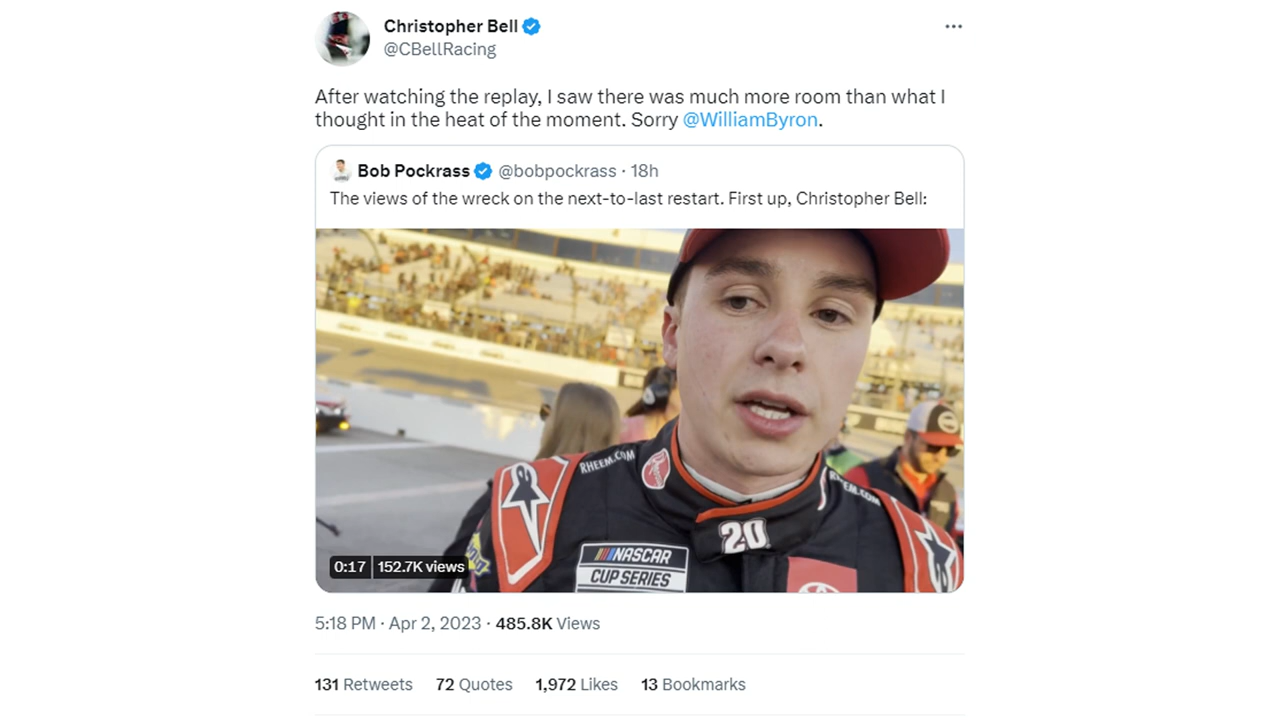 Christopher Bell
@CBellRacing
After watching the replay, I saw there was much more room than what I
thought in the heat of the moment. Sorry @WilliamByron.
Bob Pockrass @bobpockrass · 18h
The views of the wreck on the next-to-last restart. First up, Christopher Bell:
RHEEM.COM
Rheem
RHEEM.COM
20
NASCAR
CUP SERIES
0:17 152.7K views
5:18 PM · Apr 2, 2023 · 485.8K Views
131 Retweets 72 Quotes 1,972 Likes 13 Bookmarks